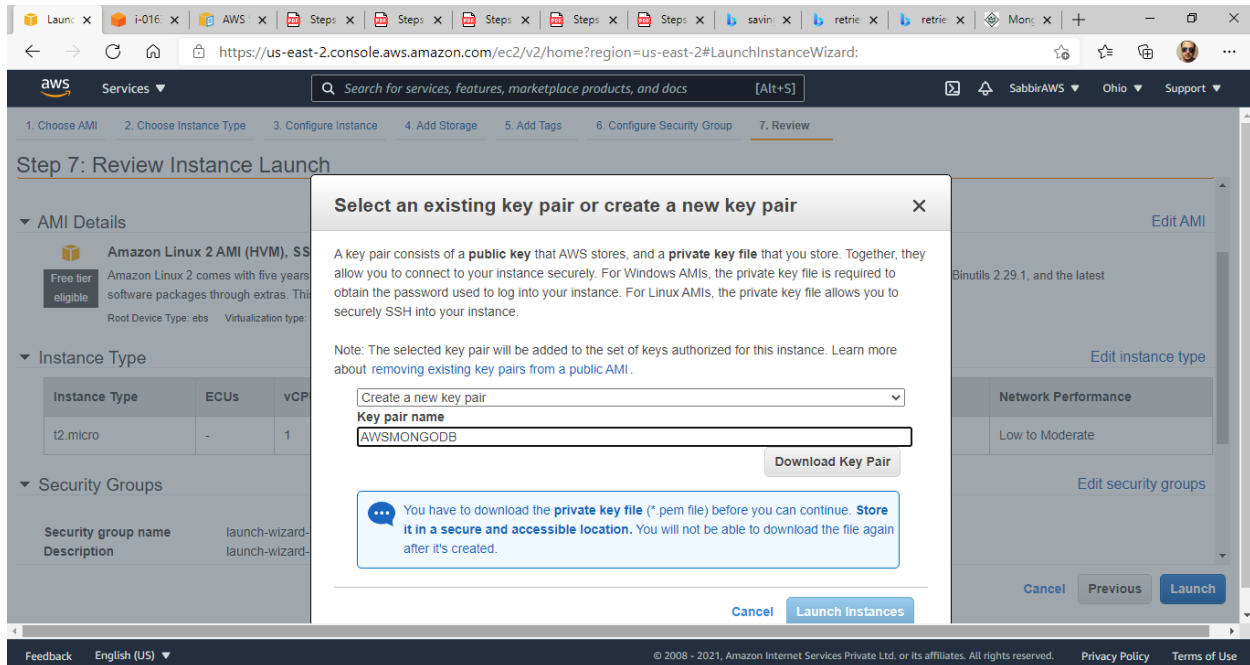 Launc
i-016:
AWS
Steps
Steps
Steps
Steps
Steps
savin
retrie
retrie
Mong
https://us-east-2.console.aws.amazon.com/ec2/v2/home?region=us-east-2#LaunchInstanceWizard:
aws
Services ▼
Search for services, features, marketplace products, and docs [Alt+S]
SabbirAWS ▼
Ohio ▼
Support ▼
1. Choose AMI 2. Choose Instance Type 3. Configure Instance 4. Add Storage 5. Add Tags 6. Configure Security Group 7. Review
Step 7: Review Instance Launch
AMI Details
Edit AMI
Amazon Linux 2 AMI (HVM), SS
Free tier
eligible
Amazon Linux 2 comes with five years
Binutils 2.29.1, and the latest
software packages through extras. Thi
Root Device Type: ebs Virtualization type:
Instance Type
Edit instance type
Instance Type ECUs vCP Network Performance
t2.micro - 1 Low to Moderate
Security Groups
Edit security groups
Security group name launch-wizard-
Description launch-wizard-
Select an existing key pair or create a new key pair
A key pair consists of a public key that AWS stores, and a private key file that you store. Together, they
allow you to connect to your instance securely. For Windows AMIs, the private key file is required to
obtain the password used to log into your instance. For Linux AMIs, the private key file allows you to
securely SSH into your instance.
Note: The selected key pair will be added to the set of keys authorized for this instance. Learn more
about removing existing key pairs from a public AMI .
Create a new key pair
Key pair name
AWSMONGODB
Download Key Pair
You have to download the private key file (*.pem file) before you can continue. Store
it in a secure and accessible location. You will not be able to download the file again
after it's created.
Cancel Launch Instances
Cancel Previous Launch
Feedback English (US) ▼ © 2008 - 2021, Amazon Internet Services Private Ltd. or its affiliates. All rights reserved. Privacy Policy Terms of Use